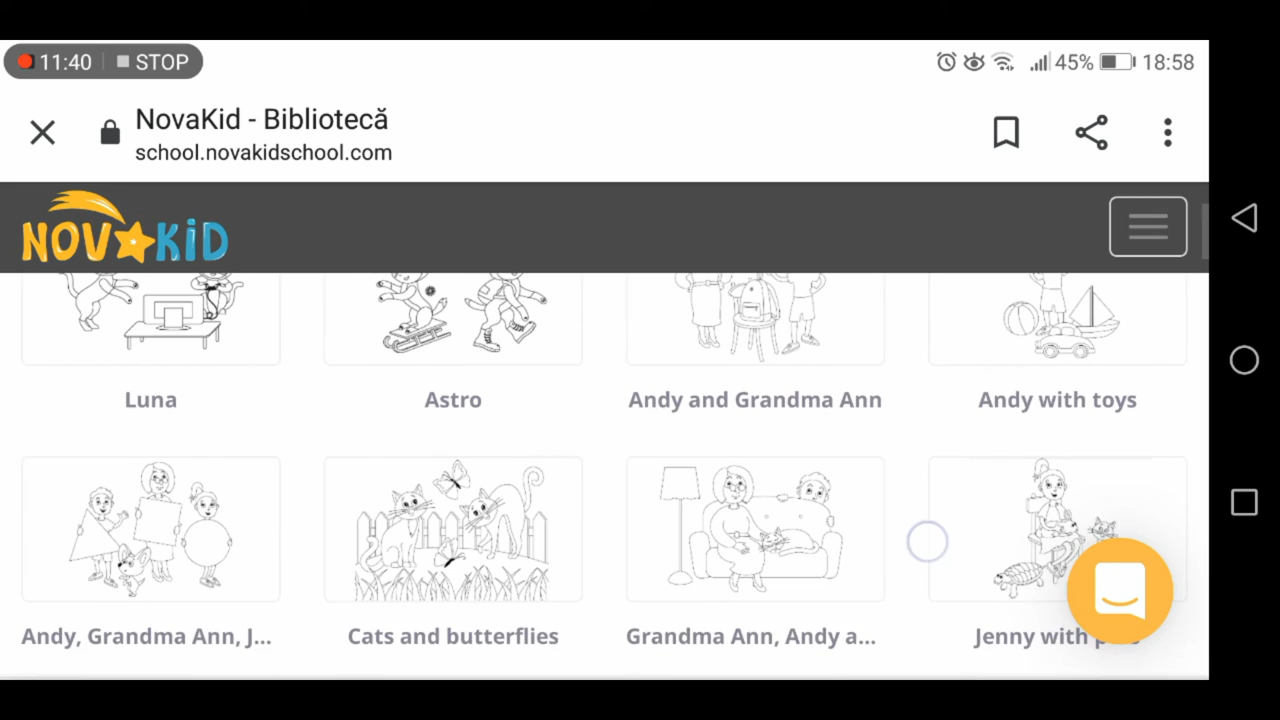 11:40 STOP 45% 18:58
NovaKid - Bibliotecă
school.novakidschool.com
NOVAKiD
Luna Astro Andy and Grandma Ann Andy with toys
Andy, Grandma Ann, J... Cats and butterflies Grandma Ann, Andy a... Jenny with